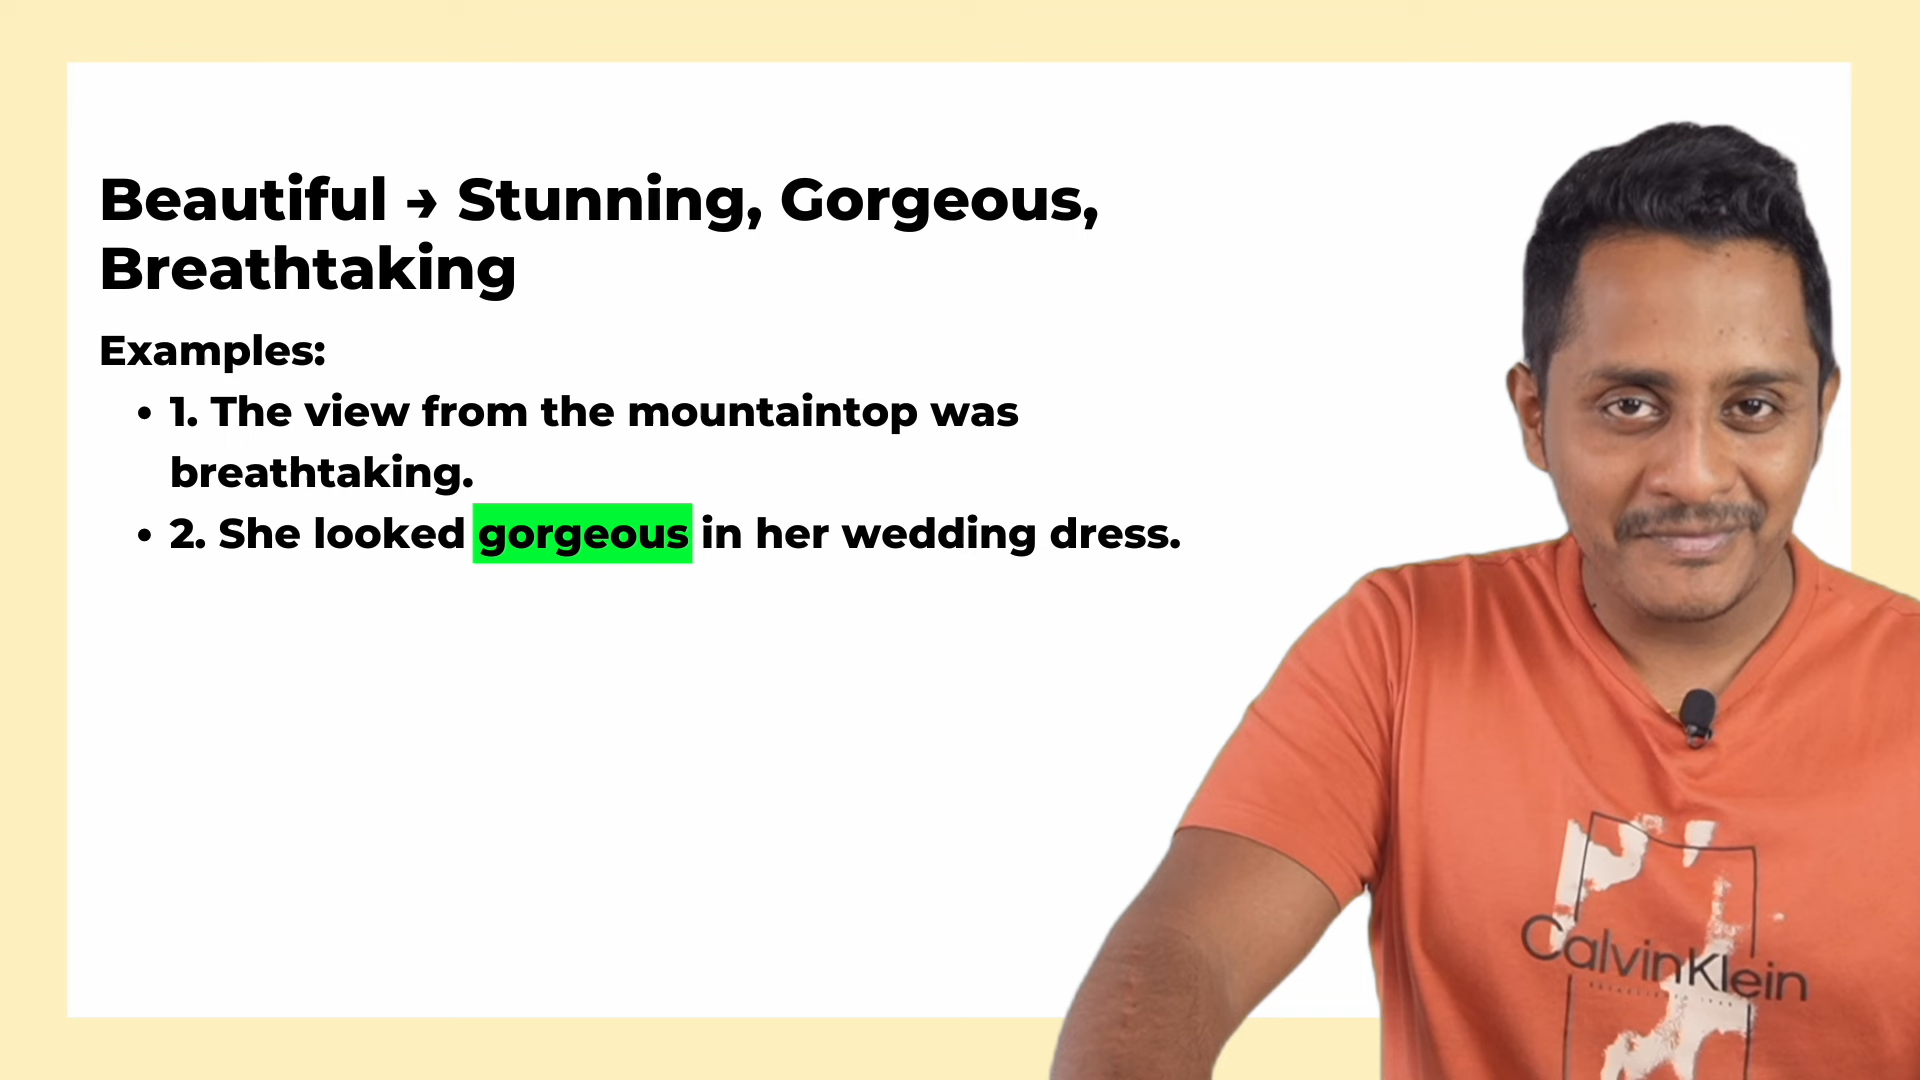 Beautiful → Stunning, Gorgeous,
Breathtaking
Examples:
• 1. The view from the mountaintop was
breathtaking.
• 2. She looked gorgeous in her wedding dress.
CalvinKlein